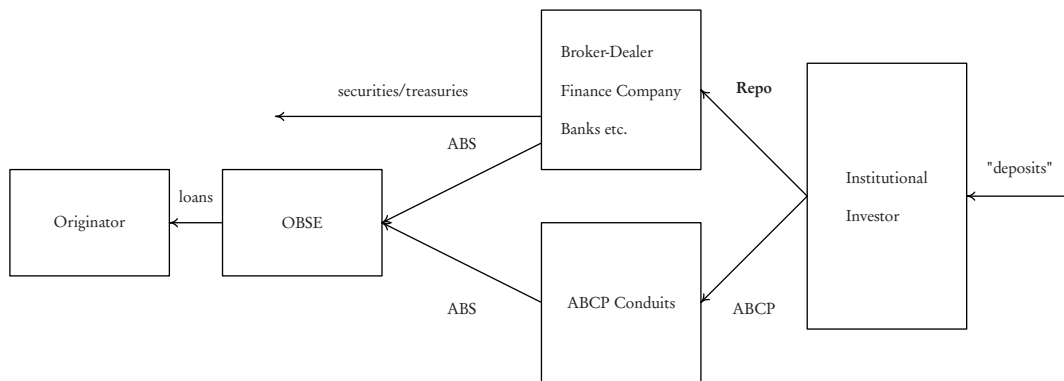 Broker-Dealer
Finance Company
Banks etc.
securities/treasuries
Repo
ABS
"deposits"
Institutional
Investor
loans
Originator
OBSE
ABS
ABCP Conduits
ABCP